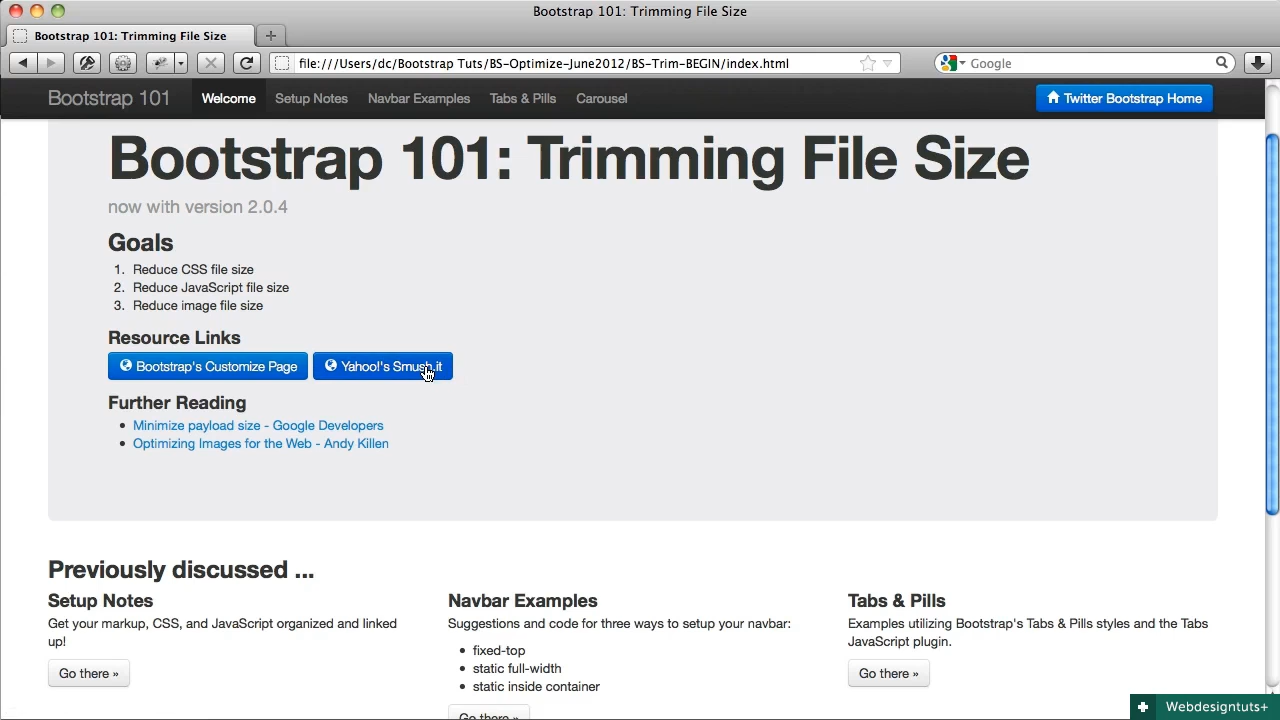 Bootstrap 101: Trimming File Size
Bootstrap 101: Trimming File Size
file:///Users/dc/Bootstrap Tuts/BS-Optimize-June2012/BS-Trim-BEGIN/index.html
Google
Bootstrap 101 Welcome Setup Notes Navbar Examples Tabs & Pills Carousel Twitter Bootstrap Home
Bootstrap 101: Trimming File Size
now with version 2.0.4
Goals
1. Reduce CSS file size
2. Reduce JavaScript file size
3. Reduce image file size
Resource Links
Bootstrap's Customize Page Yahoo!'s Smush.it
Further Reading
Minimize payload size - Google Developers
Optimizing Images for the Web - Andy Killen
Previously discussed ...
Setup Notes
Get your markup, CSS, and JavaScript organized and linked
up!
Go there »
Navbar Examples
Suggestions and code for three ways to setup your navbar:
fixed-top
static full-width
static inside container
Go there »
Tabs & Pills
Examples utilizing Bootstrap's Tabs & Pills styles and the Tabs
JavaScript plugin.
Go there »
Webdesigntuts+